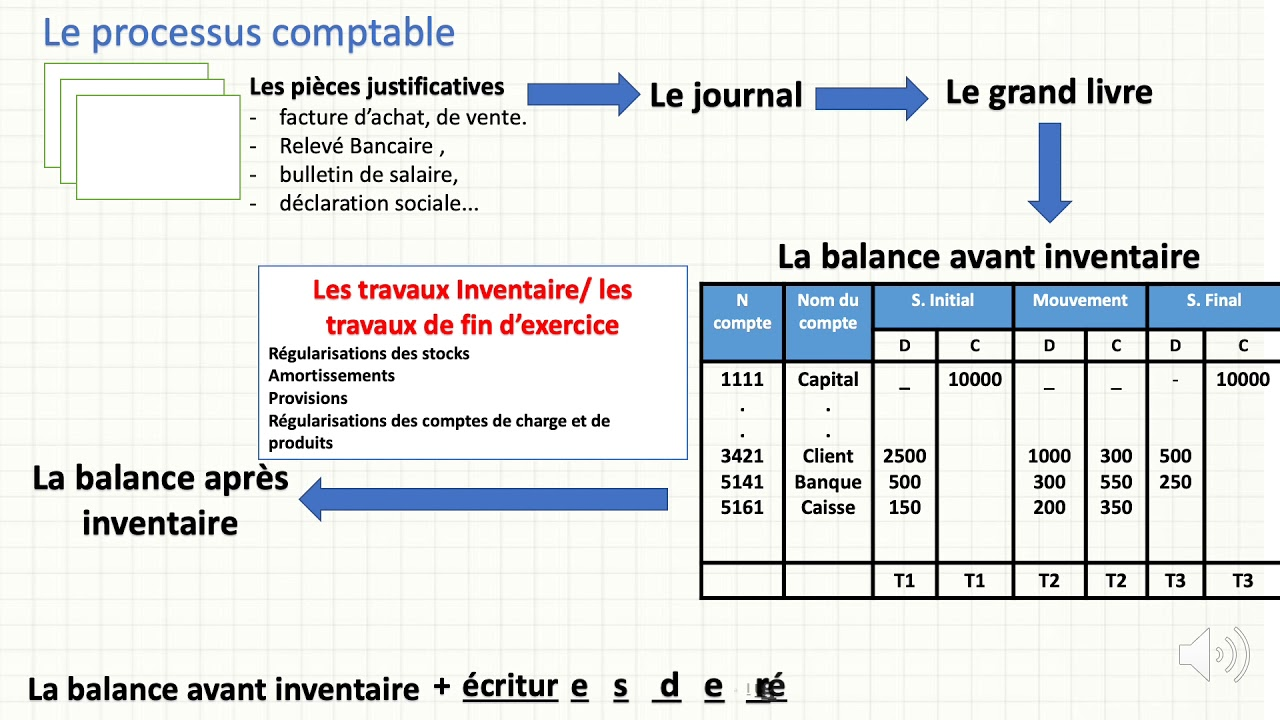 Le processus comptable
Les pièces justificatives
- facture d'achat, de vente.
- Relevé Bancaire ,
- bulletin de salaire,
- déclaration sociale...
Le journal
Le grand livre
La balance avant inventaire
Les travaux Inventaire/ les
travaux de fin d'exercice
Régularisations des stocks
Amortissements
Provisions
Régularisations des comptes de charge et de
produits
N compte Nom du compte S. Initial Mouvement S. Final
D C D C D C
1111 Capital _ 10000 _ _ - 10000
. .
. .
3421 Client 2500 1000 300 500
5141 Banque 500 300 550 250
5161 Caisse 150 200 350
T1 T1 T2 T2 T3 T3
La balance après
inventaire
La balance avant inventaire + écritur e s d e ré